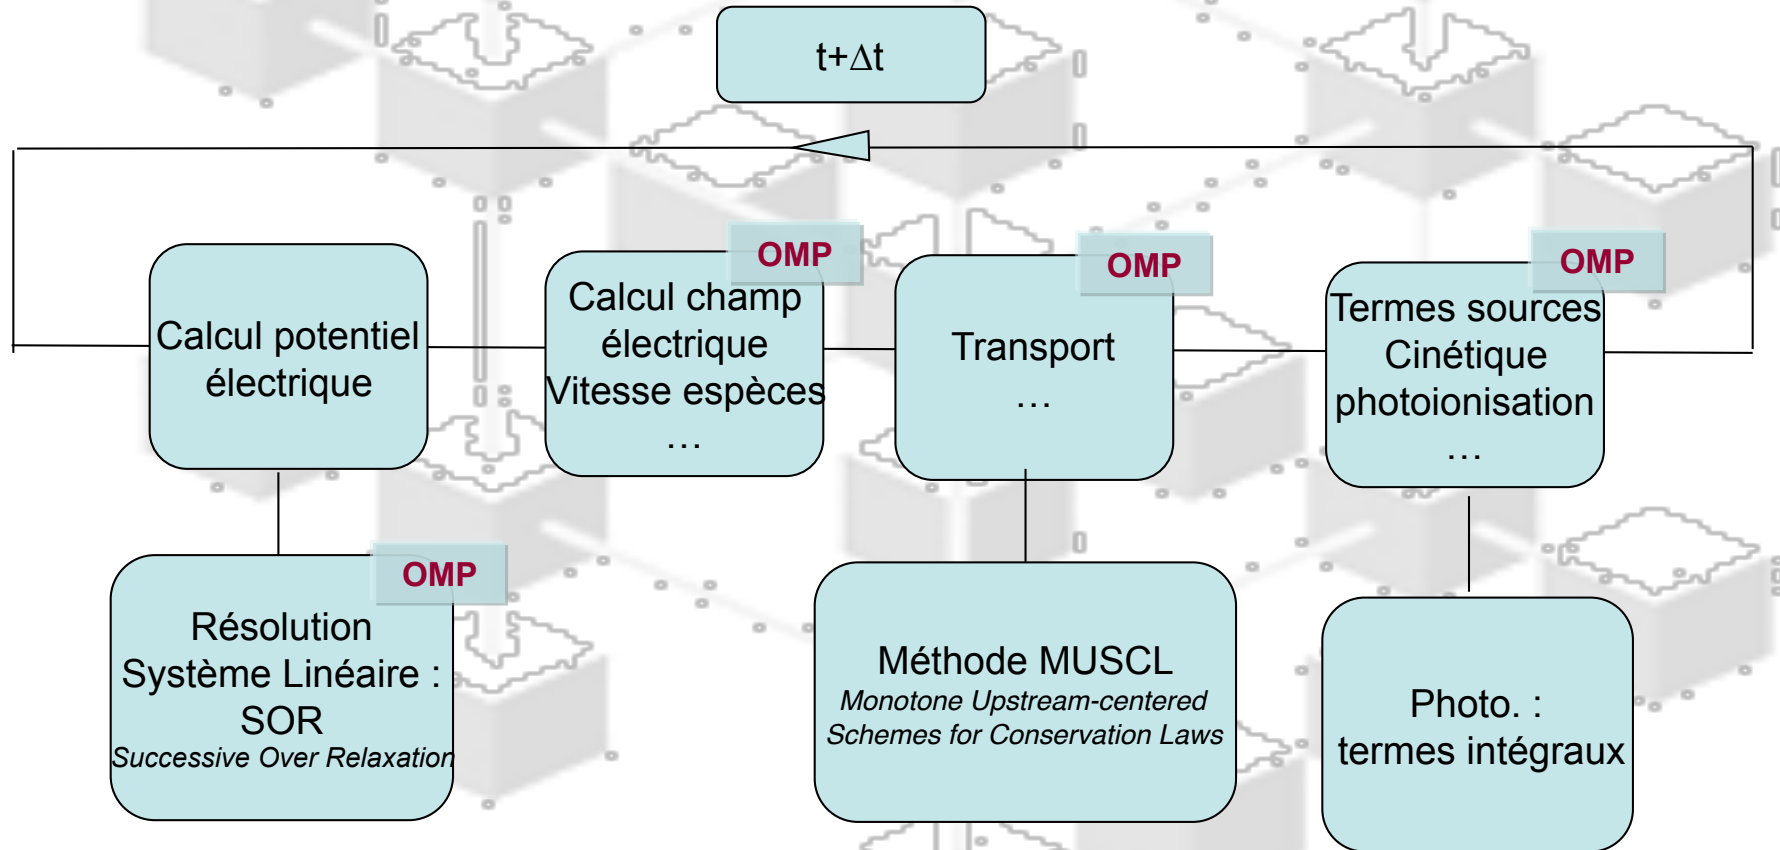 t+Δt
Calcul potentiel
électrique
OMP
Calcul champ
électrique
Vitesse espèces
…
OMP
Transport
…
OMP
Termes sources
Cinétique
photoionisation
…
OMP
Résolution
Système Linéaire :
SOR
Successive Over Relaxation
Méthode MUSCL
Monotone Upstream-centered
Schemes for Conservation Laws
Photo. :
termes intégraux